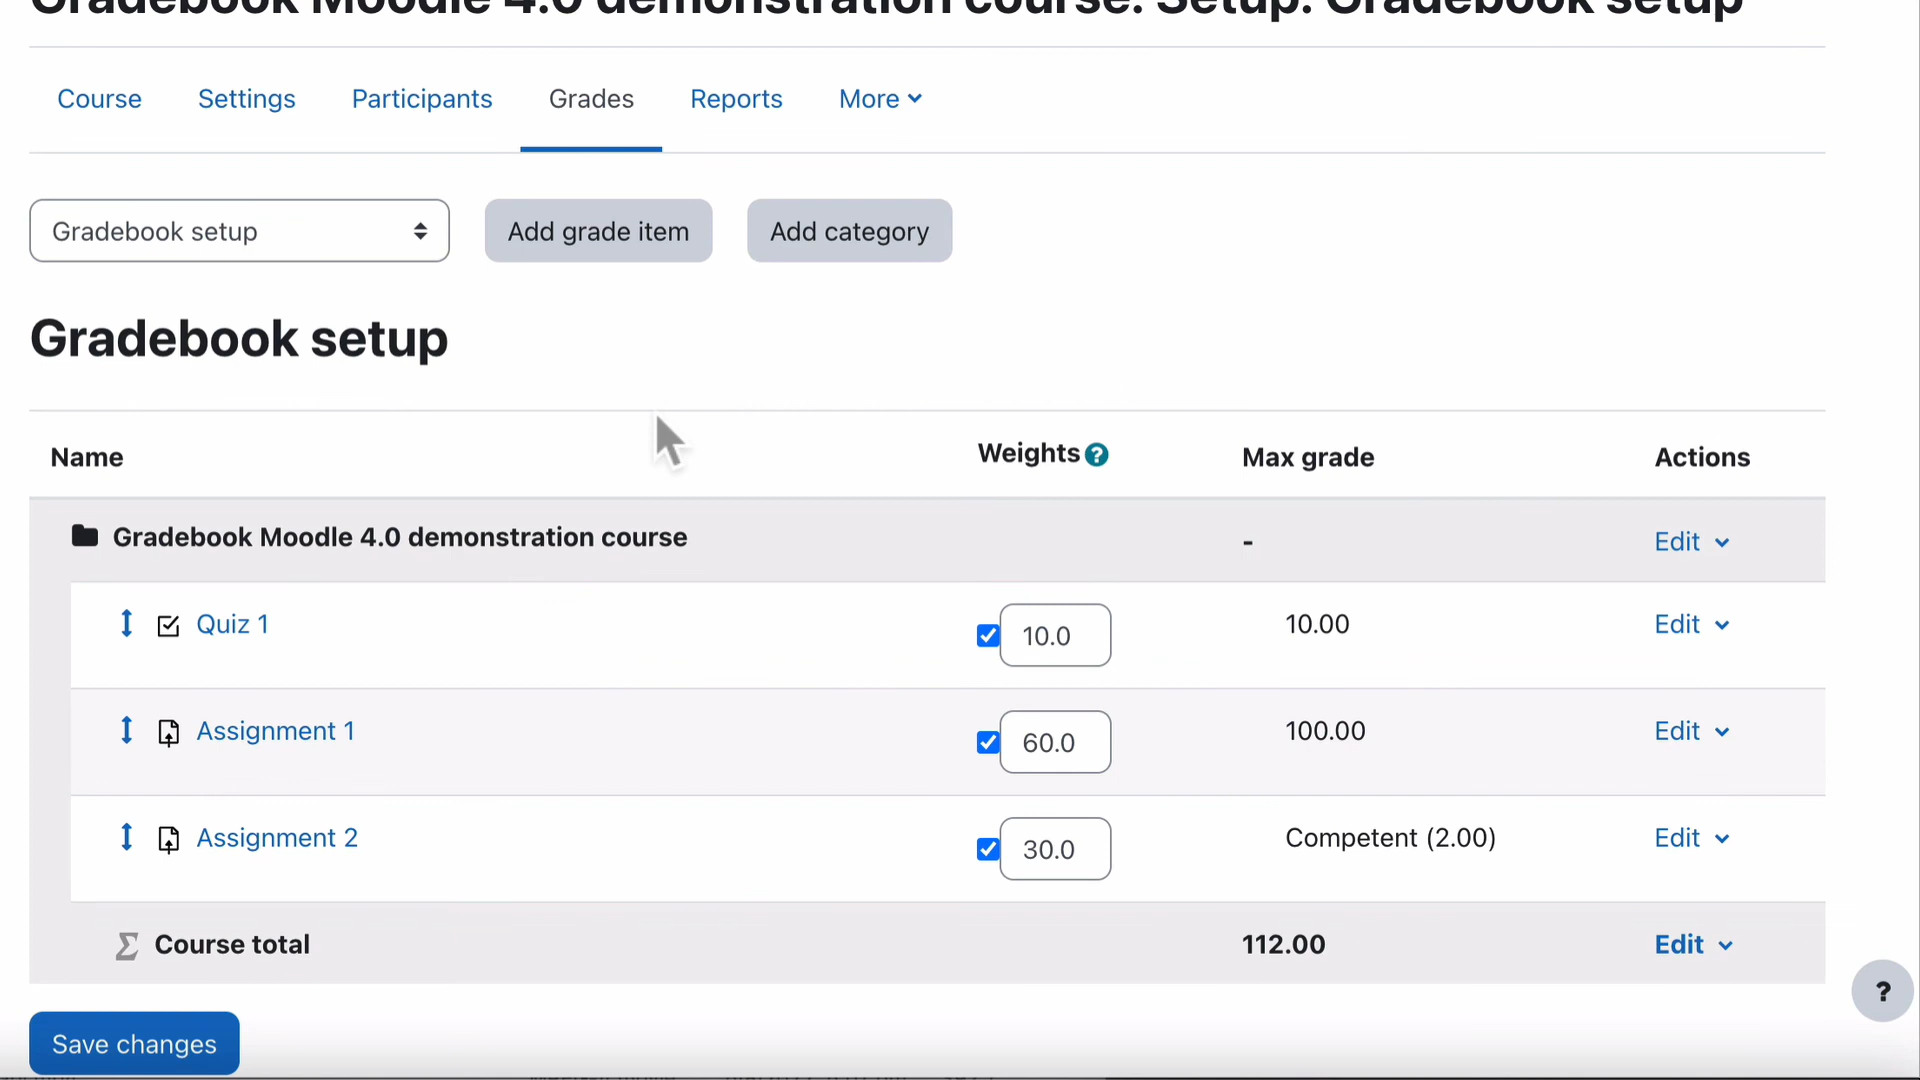 Gradebook Moodle 4.0 demonstration course: Setup: Gradebook setup
Course Settings Participants Grades Reports More
Gradebook setup Add grade item Add category
Gradebook setup
Name Weights ? Max grade Actions
Gradebook Moodle 4.0 demonstration course - Edit
Quiz 1 10.0 10.00 Edit
Assignment 1 60.0 100.00 Edit
Assignment 2 30.0 Competent (2.00) Edit
Σ Course total 112.00 Edit
?
Save changes